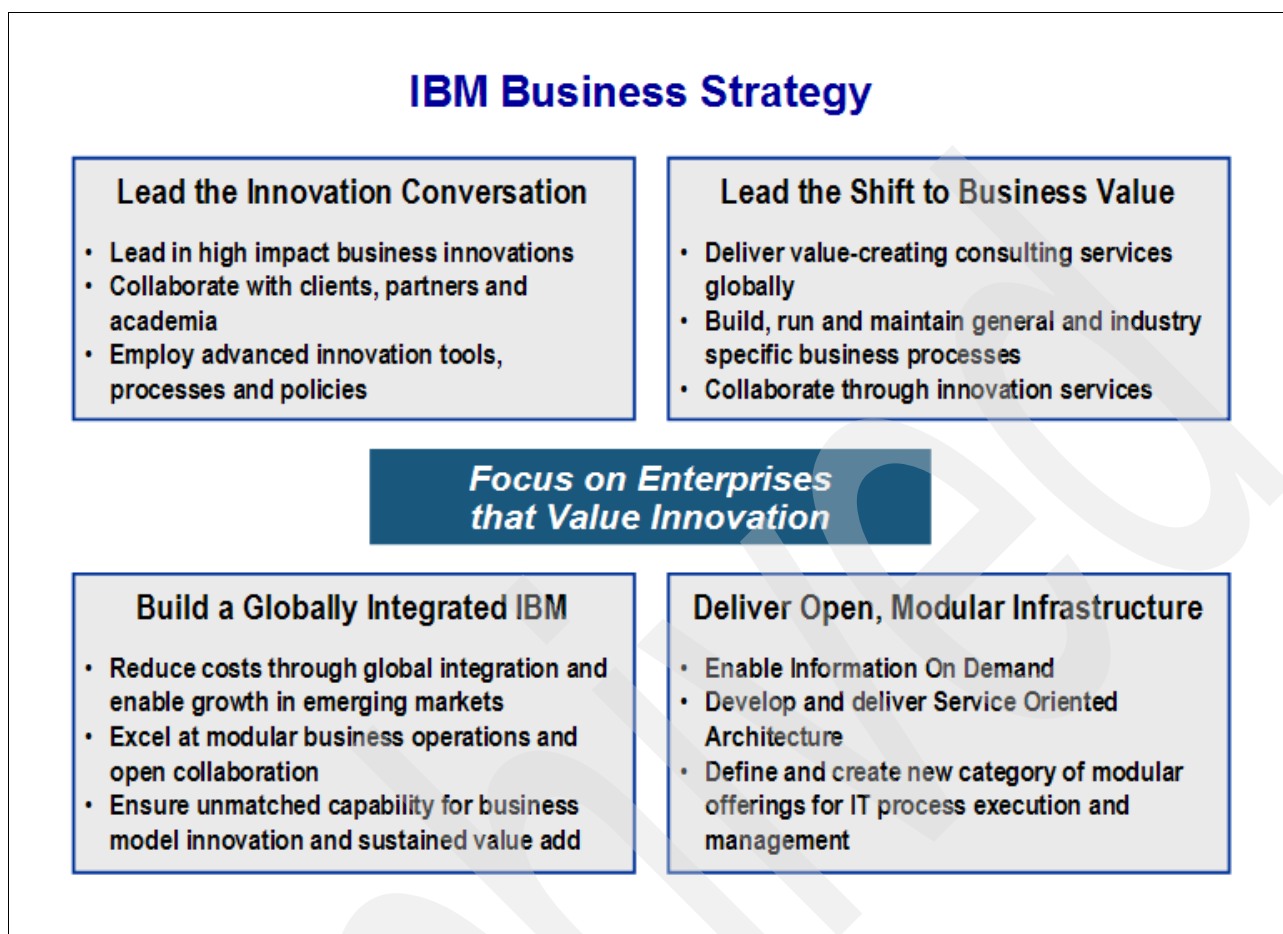 IBM Business Strategy
Lead the Innovation Conversation
• Lead in high impact business innovations
• Collaborate with clients, partners and
academia
• Employ advanced innovation tools,
processes and policies
Lead the Shift to Business Value
• Deliver value-creating consulting services
globally
• Build, run and maintain general and industry
specific business processes
• Collaborate through innovation services
Focus on Enterprises
that Value Innovation
Build a Globally Integrated IBM
• Reduce costs through global integration and
enable growth in emerging markets
• Excel at modular business operations and
open collaboration
• Ensure unmatched capability for business
model innovation and sustained value add
Deliver Open, Modular Infrastructure
• Enable Information On Demand
• Develop and deliver Service Oriented
Architecture
• Define and create new category of modular
offerings for IT process execution and
management